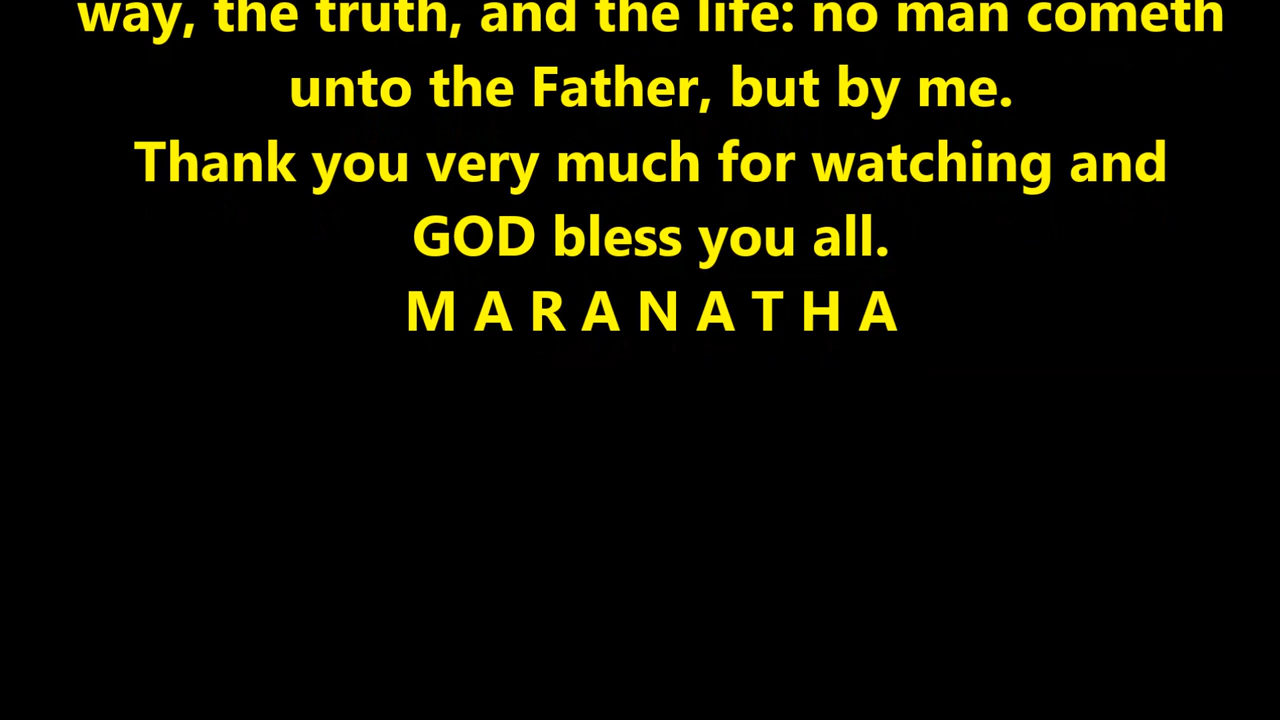 way, the truth, and the life: no man cometh
unto the Father, but by me.
Thank you very much for watching and
GOD bless you all.
M A R A N A T H A